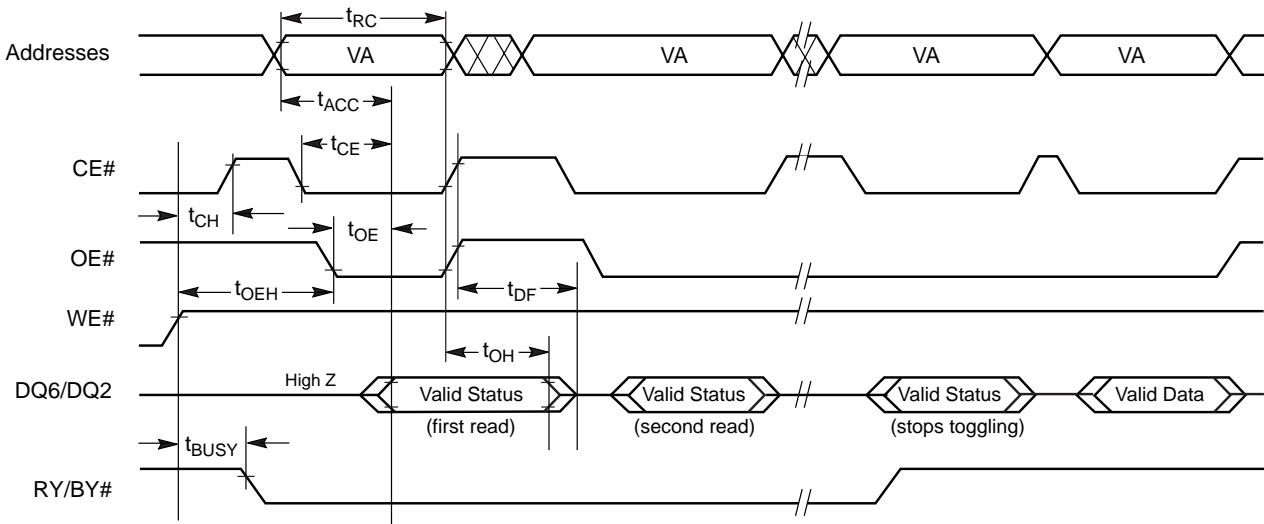 tRC
Addresses VA VA VA VA
tACC
tCE
CE#
tCH tOE
OE#
tOEH tDF
WE#
tOH
DQ6/DQ2 High Z Valid Status Valid Status Valid Status Valid Data
(first read) (second read) (stops toggling)
tBUSY
RY/BY#